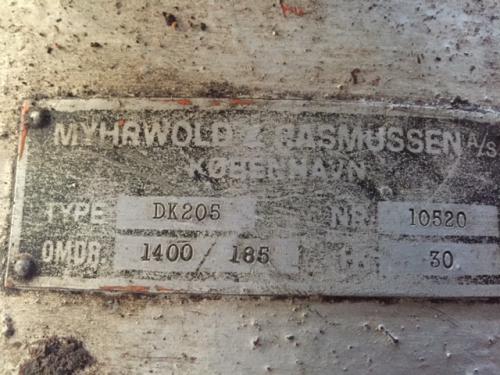 MYHRWOLD & RASMUSSEN A/S
KØBENHAVN
TYPE DK205 NR. 10520
OMDR 1400 / 185 30